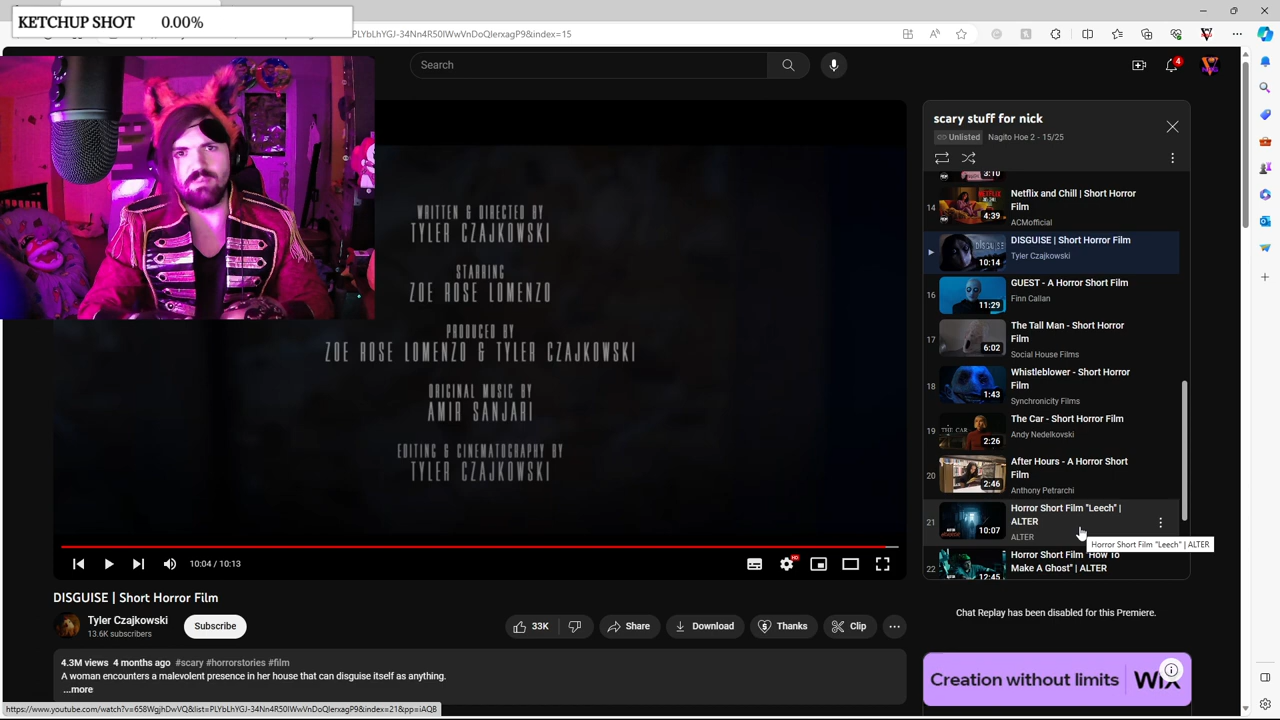 KETCHUP SHOT 0.00%
PLYbLhYGJ-34Nn4R50IWwVnDoQlerxagP9&index=15
Search
4
WRITTEN & DIRECTED BY
TYLER CZAJKOWSKI
STARRING
ZOE ROSE LOMENZO
PRODUCED BY
ZOE ROSE LOMENZO & TYLER CZAJKOWSKI
ORIGINAL MUSIC BY
AMIR SANJARI
EDITING & CINEMATOGRAPHY BY
TYLER CZAJKOWSKI
10:04 / 10:13
HD
DISGUISE | Short Horror Film
Tyler Czajkowski
13.6K subscribers
Subscribe
33K
Share
Download
Thanks
Clip
4.3M views 4 months ago #scary #horrorstories #film
A woman encounters a malevolent presence in her house that can disguise itself as anything.
...more
https://www.youtube.com/watch?v=658WgjhDwVQ&list=PLYbLhYGJ-34Nn4R50IWwVnDoQlerxagP9&index=21&pp=iAQB
scary stuff for nick
Unlisted Nagito Hoe 2 - 15/25
3:10
14
4:39
Netflix and Chill | Short Horror
Film
ACMofficial
DISGUISE
10:14
DISGUISE | Short Horror Film
Tyler Czajkowski
16
11:29
GUEST - A Horror Short Film
Finn Callan
17
6:02
The Tall Man - Short Horror
Film
Social House Films
18
1:43
Whistleblower - Short Horror
Film
Synchronicity Films
19
THE CAR
2:26
The Car - Short Horror Film
Andy Nedelkovski
20
2:46
After Hours - A Horror Short
Film
Anthony Petrarchi
21
10:07
Horror Short Film "Leech" |
ALTER
ALTER
Horror Short Film "Leech" | ALTER
22
12:45
Horror Short Film "How To
Make A Ghost" | ALTER
Chat Replay has been disabled for this Premiere.
Creation without limits WIX